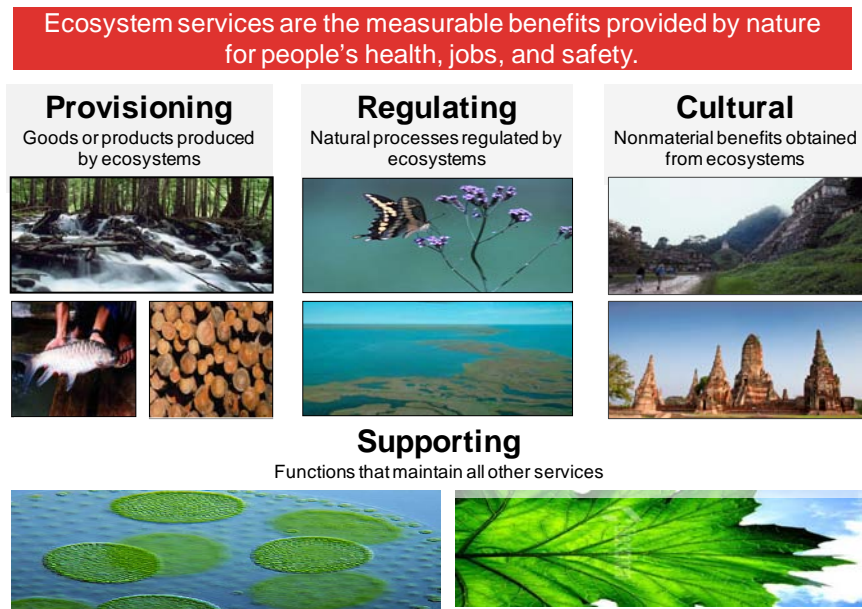 Ecosystem services are the measurable benefits provided by nature
for people's health, jobs, and safety.
Provisioning
Goods or products produced
by ecosystems
Regulating
Natural processes regulated by
ecosystems
Cultural
Nonmaterial benefits obtained
from ecosystems
Supporting
Functions that maintain all other services